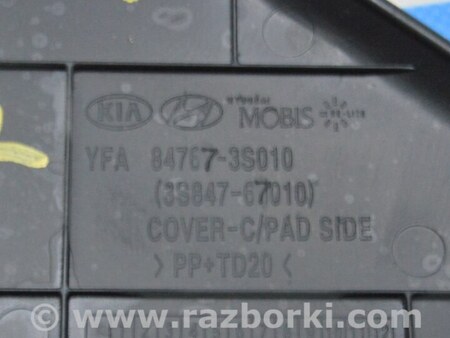 KIA MOBIS
YFA 84767-3S010
(3S847-67010)
COVER-C/PAD SIDE
>PP+TD20<
www.razborki.com